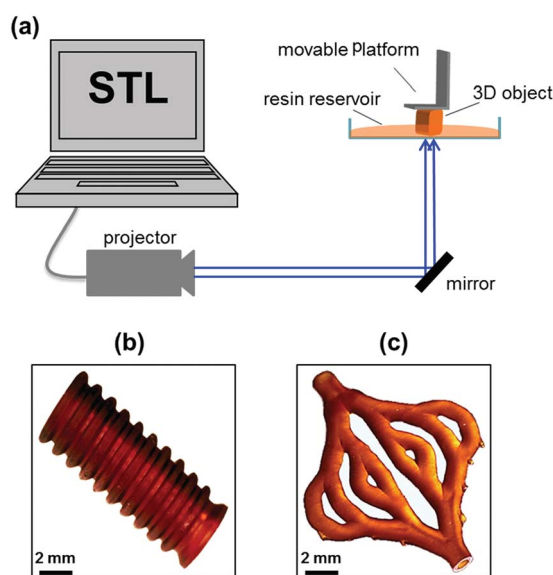 (a)
STL
movable Platform
resin reservoir
3D object
projector
mirror
(b)
(c)
2 mm
2 mm